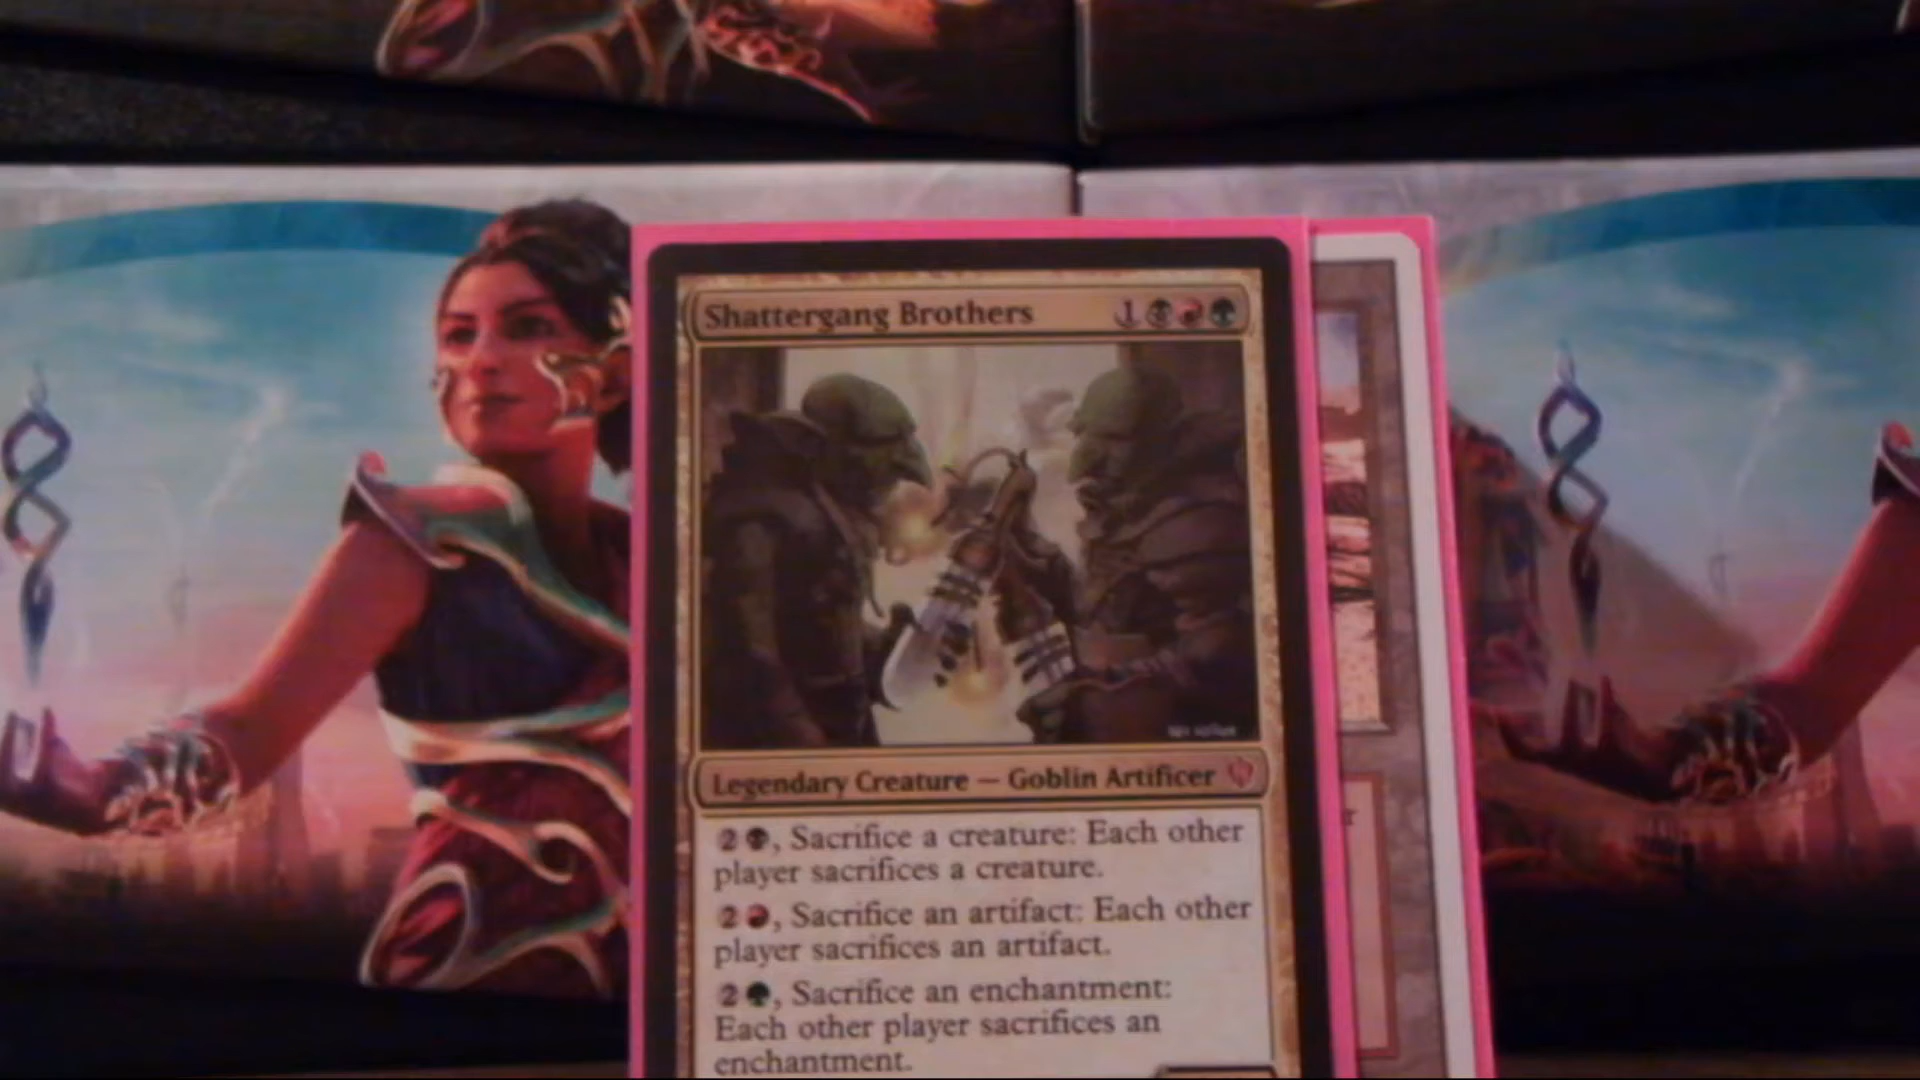 Shattergang Brothers 1
Legendary Creature — Goblin Artificer
2, Sacrifice a creature: Each other
player sacrifices a creature.
2, Sacrifice an artifact: Each other
player sacrifices an artifact.
2, Sacrifice an enchantment:
Each other player sacrifices an
enchantment.